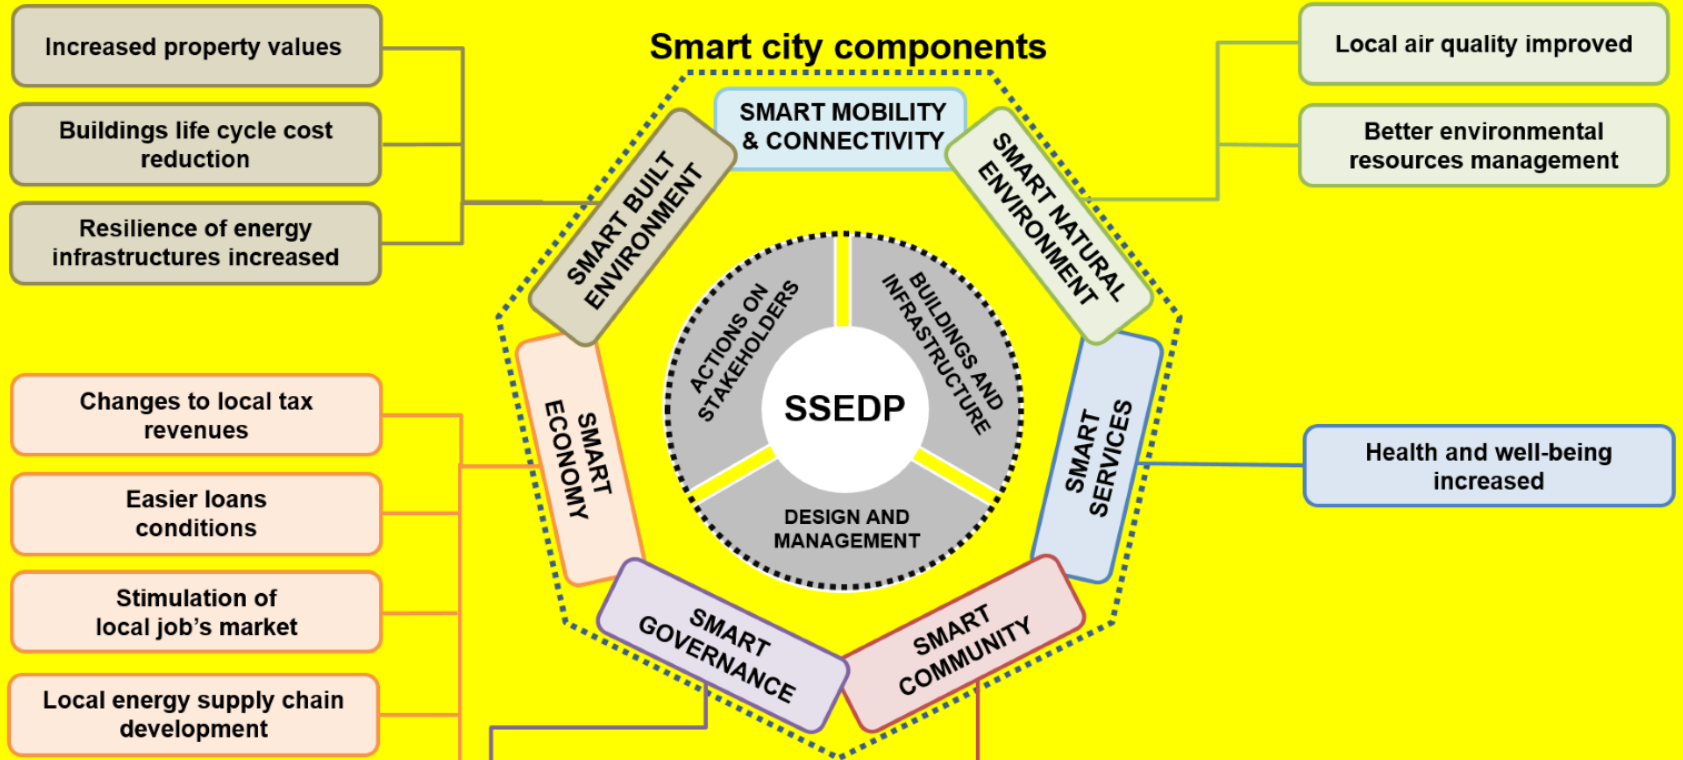 Smart city components
Increased property values
Buildings life cycle cost
reduction
Resilience of energy
infrastructures increased
Changes to local tax
revenues
Easier loans
conditions
Stimulation of
local job’s market
Local energy supply chain
development
SMART MOBILITY
& CONNECTIVITY
SMART BUILT
ENVIRONMENT
SMART NATURAL
ENVIRONMENT
SMART
ECONOMY
SMART
SERVICES
SMART
GOVERNANCE
SMART
COMMUNITY
ACTIONS ON
STAKEHOLDERS
BUILDINGS AND
INFRASTRUCTURE
SSEDP
DESIGN AND
MANAGEMENT
Local air quality improved
Better environmental
resources management
Health and well-being
increased